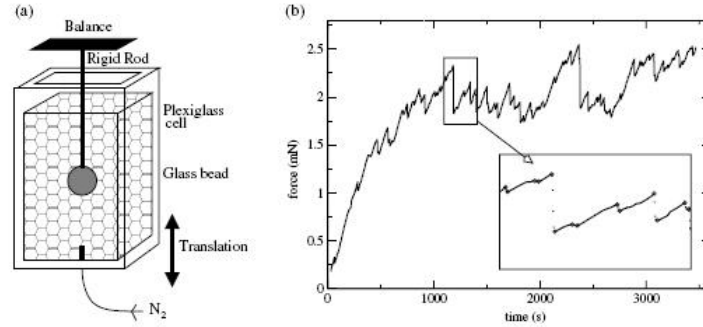 (a)
Balance
Rigid Rod
Plexiglass
cell
Glass bead
Translation
N2
(b)
force (mN)
2.5
2
1.5
1
0.5
0
0
1000
2000
3000
time (s)